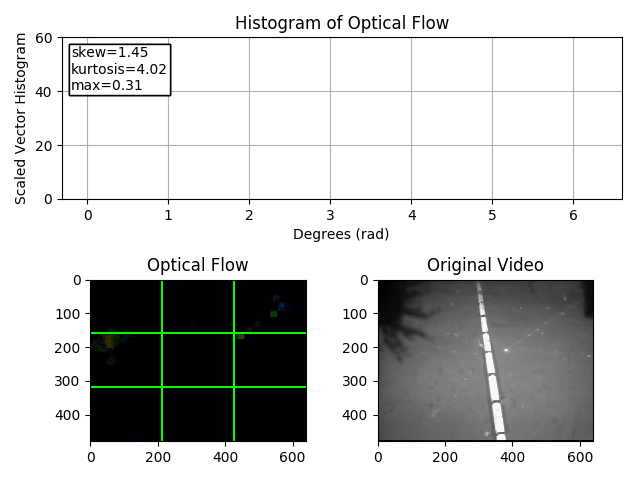 Histogram of Optical Flow
Scaled Vector Histogram
60
40
20
0
skew=1.45
kurtosis=4.02
max=0.31
0 1 2 3 4 5 6
Degrees (rad)
Optical Flow
0
100
200
300
400
0 200 400 600
Original Video
0
100
200
300
400
0 200 400 600